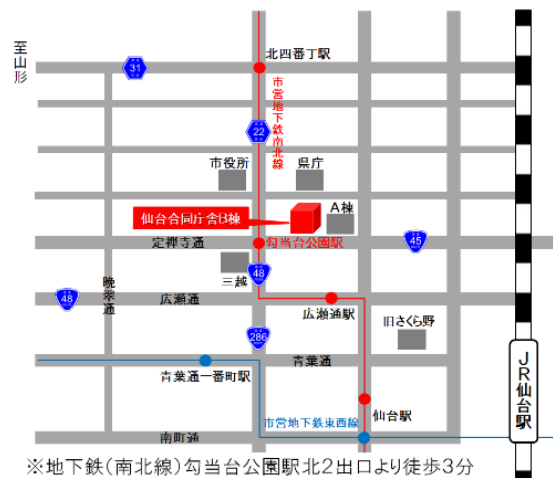 至山形
北四番丁駅
31
市営地下鉄南北線
22
市役所
県庁
仙台合同庁舎B棟
A棟
定禅寺通
勾当台公園駅
45
三越
48
48
広瀬通
晩翠通
広瀬通駅
旧さくら野
286
青葉通
青葉通一番町駅
JR仙台駅
仙台駅
市営地下鉄東西線
南町通
※地下鉄(南北線)勾当台公園駅北2出口より徒歩3分